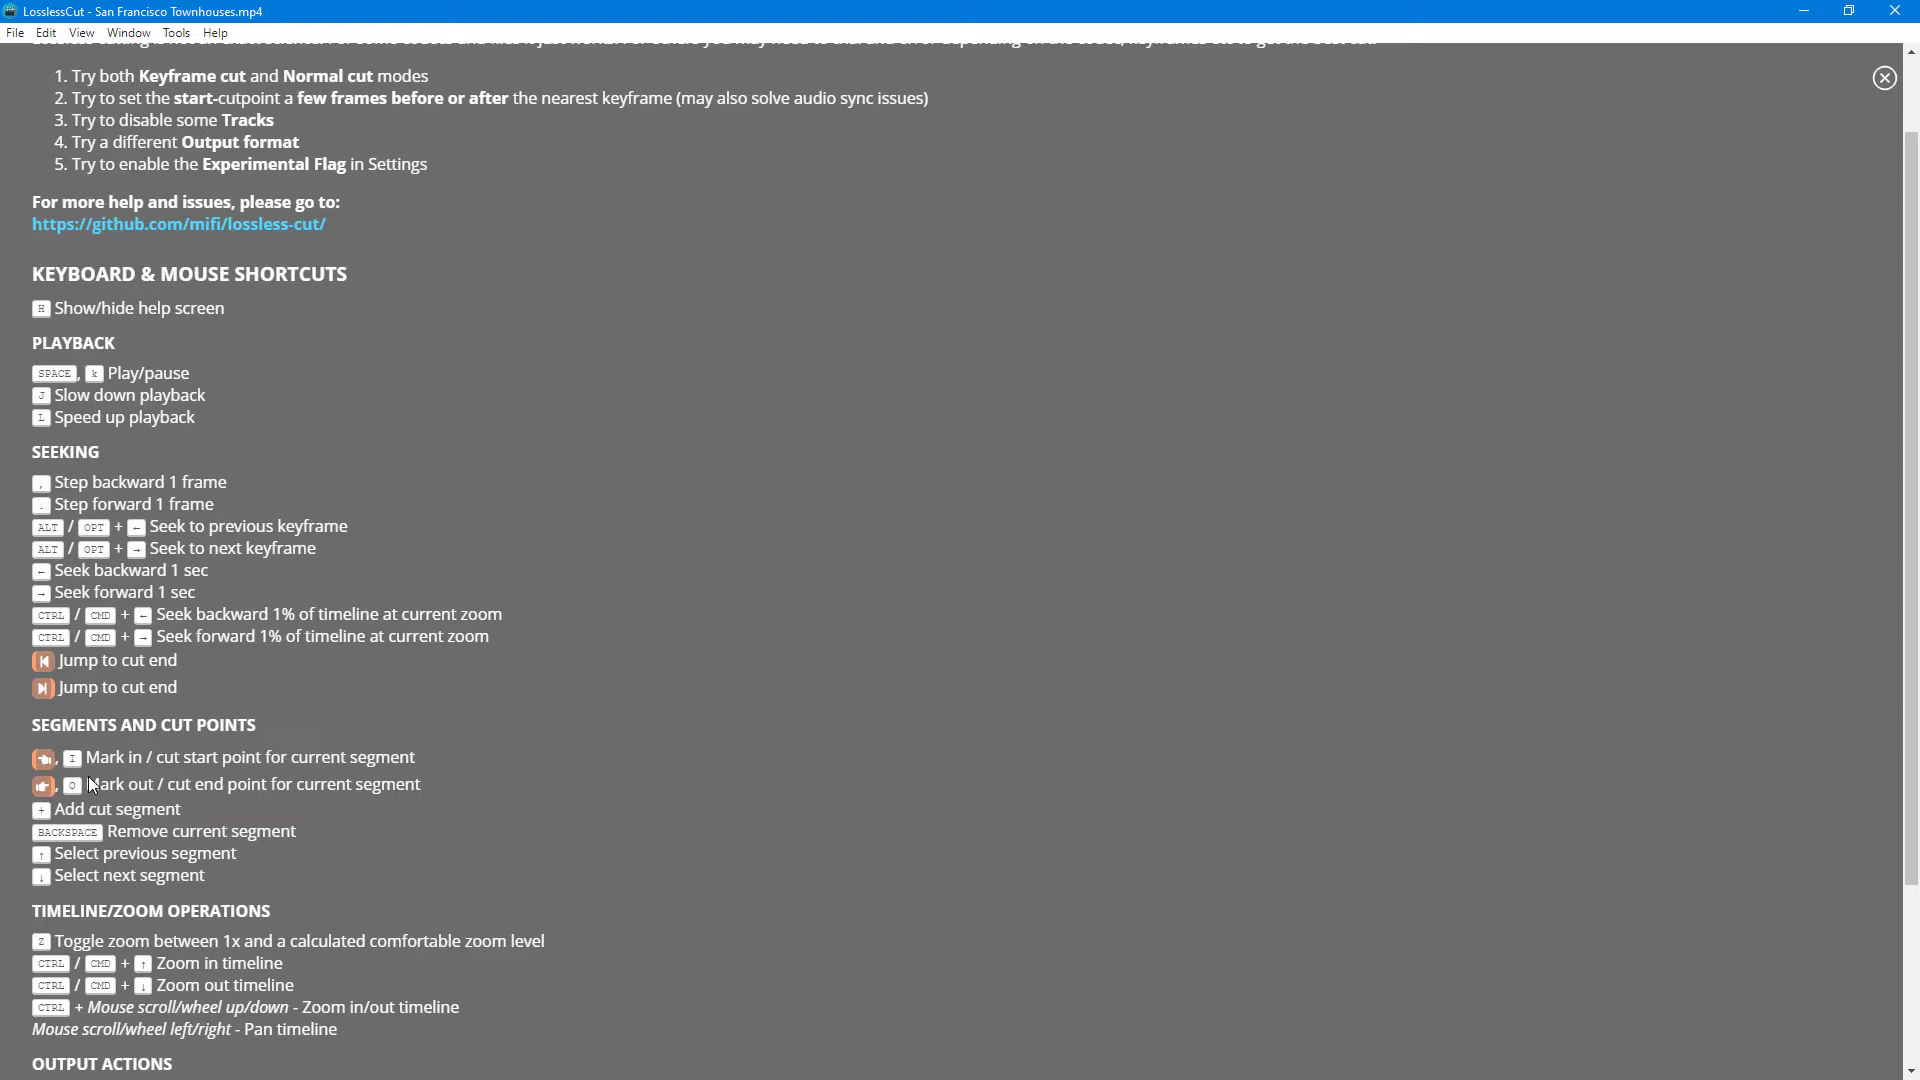 LosslessCut - San Francisco Townhouses.mp4
File Edit View Window Tools Help
1. Try both Keyframe cut and Normal cut modes
2. Try to set the start-cutpoint a few frames before or after the nearest keyframe (may also solve audio sync issues)
3. Try to disable some Tracks
4. Try a different Output format
5. Try to enable the Experimental Flag in Settings
For more help and issues, please go to:
https://github.com/mifi/lossless-cut/
KEYBOARD & MOUSE SHORTCUTS
H Show/hide help screen
PLAYBACK
SPACE, k Play/pause
J Slow down playback
L Speed up playback
SEEKING
, Step backward 1 frame
. Step forward 1 frame
ALT / OPT + ← Seek to previous keyframe
ALT / OPT + → Seek to next keyframe
← Seek backward 1 sec
→ Seek forward 1 sec
CTRL / CMD + ← Seek backward 1% of timeline at current zoom
CTRL / CMD + → Seek forward 1% of timeline at current zoom
Jump to cut end
Jump to cut end
SEGMENTS AND CUT POINTS
, I Mark in / cut start point for current segment
, O Mark out / cut end point for current segment
+ Add cut segment
BACKSPACE Remove current segment
↑ Select previous segment
↓ Select next segment
TIMELINE/ZOOM OPERATIONS
Z Toggle zoom between 1x and a calculated comfortable zoom level
CTRL / CMD + ↑ Zoom in timeline
CTRL / CMD + ↓ Zoom out timeline
CTRL + Mouse scroll/wheel up/down - Zoom in/out timeline
Mouse scroll/wheel left/right - Pan timeline
OUTPUT ACTIONS